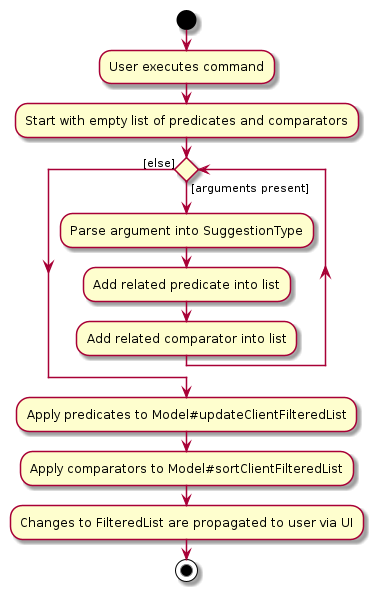 User executes command
Start with empty list of predicates and comparators
[else]
[arguments present]
Parse argument into SuggestionType
Add related predicate into list
Add related comparator into list
Apply predicates to Model#updateClientFilteredList
Apply comparators to Model#sortClientFilteredList
Changes to FilteredList are propagated to user via UI